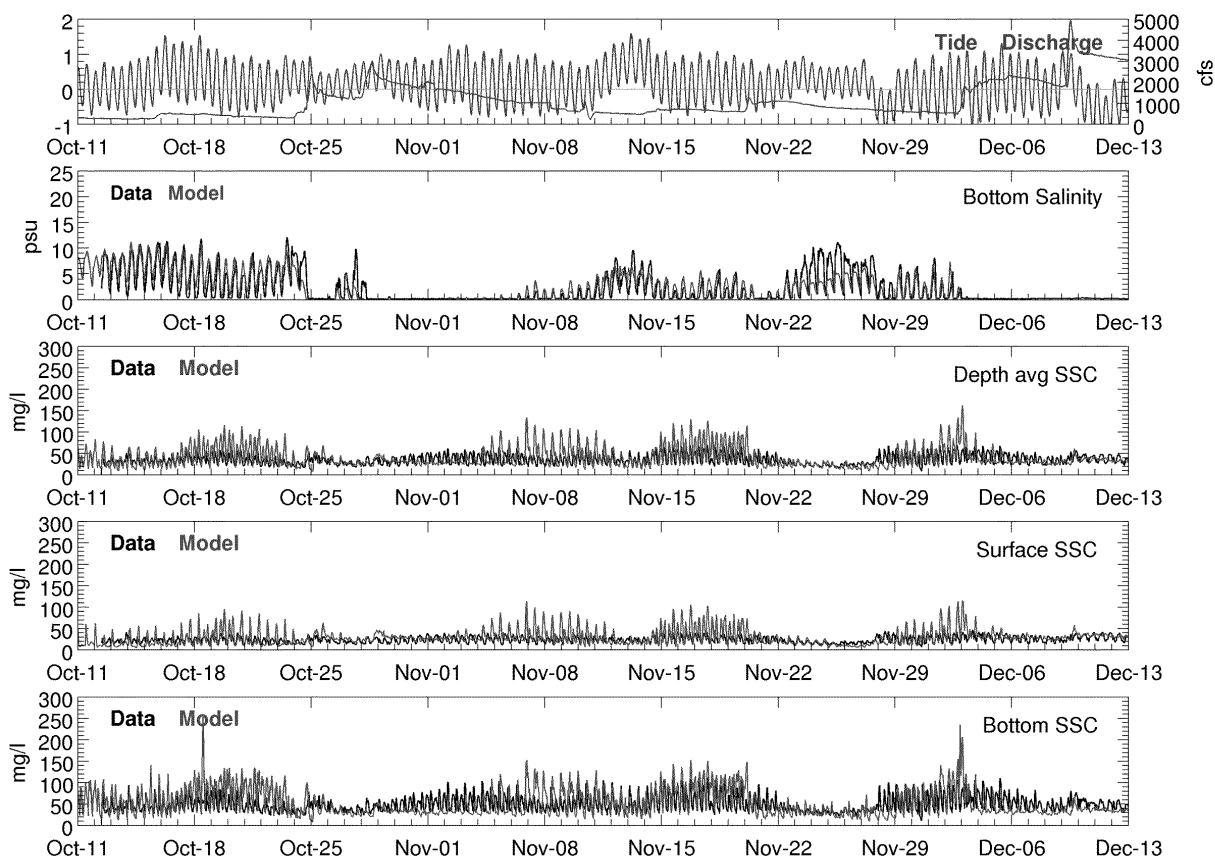 2
1
0
-1
Tide Discharge
5000
4000
3000
2000
1000
0
cfs
Oct-11 Oct-18 Oct-25 Nov-01 Nov-08 Nov-15 Nov-22 Nov-29 Dec-06 Dec-13
25
20
15
10
5
0
psu
Data Model
Bottom Salinity
Oct-11 Oct-18 Oct-25 Nov-01 Nov-08 Nov-15 Nov-22 Nov-29 Dec-06 Dec-13
300
250
200
150
100
50
0
mg/l
Data Model
Depth avg SSC
Oct-11 Oct-18 Oct-25 Nov-01 Nov-08 Nov-15 Nov-22 Nov-29 Dec-06 Dec-13
300
250
200
150
100
50
0
mg/l
Data Model
Surface SSC
Oct-11 Oct-18 Oct-25 Nov-01 Nov-08 Nov-15 Nov-22 Nov-29 Dec-06 Dec-13
300
250
200
150
100
50
0
mg/l
Data Model
Bottom SSC
Oct-11 Oct-18 Oct-25 Nov-01 Nov-08 Nov-15 Nov-22 Nov-29 Dec-06 Dec-13